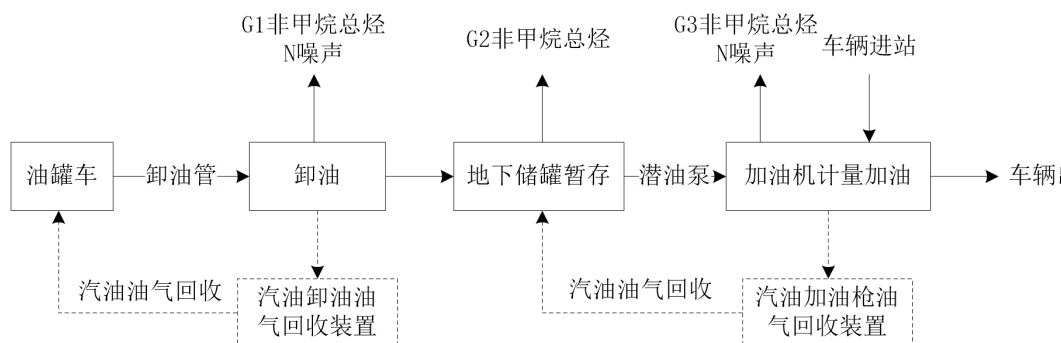 G1非甲烷总烃
N噪声
G2非甲烷总烃
G3非甲烷总烃
N噪声
车辆进站
油罐车
卸油管
卸油
地下储罐暂存
潜油泵
加油机计量加油
车辆
汽油油气回收
汽油卸油油
气回收装置
汽油油气回收
汽油加油枪油
气回收装置